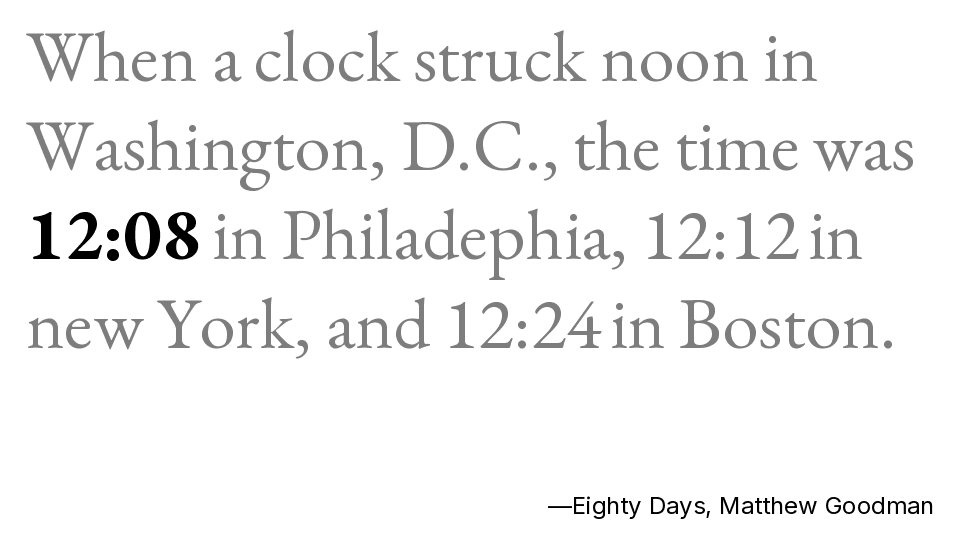 When a clock struck noon in
Washington, D.C., the time was
12:08 in Philadephia, 12:12 in
new York, and 12:24 in Boston.
—Eighty Days, Matthew Goodman